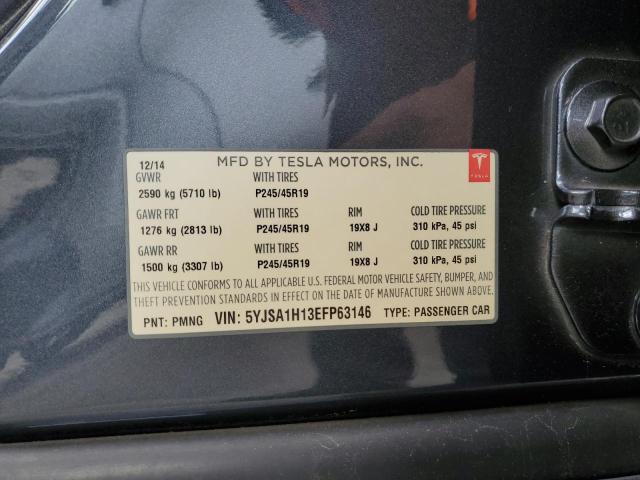 12/14 MFD BY TESLA MOTORS, INC.
GVWR WITH TIRES
2590 kg (5710 lb) P245/45R19
GAWR FRT WITH TIRES RIM COLD TIRE PRESSURE
1276 kg (2813 lb) P245/45R19 19X8 J 310 kPa, 45 psi
GAWR RR WITH TIRES RIM COLD TIRE PRESSURE
1500 kg (3307 lb) P245/45R19 19X8 J 310 kPa, 45 psi
THIS VEHICLE CONFORMS TO ALL APPLICABLE U.S. FEDERAL MOTOR VEHICLE SAFETY, BUMPER, AND
THEFT PREVENTION STANDARDS IN EFFECT ON THE DATE OF MANUFACTURE SHOWN ABOVE.
PNT: PMNG VIN: 5YJSA1H13EFP63146 TYPE: PASSENGER CAR
TESLA